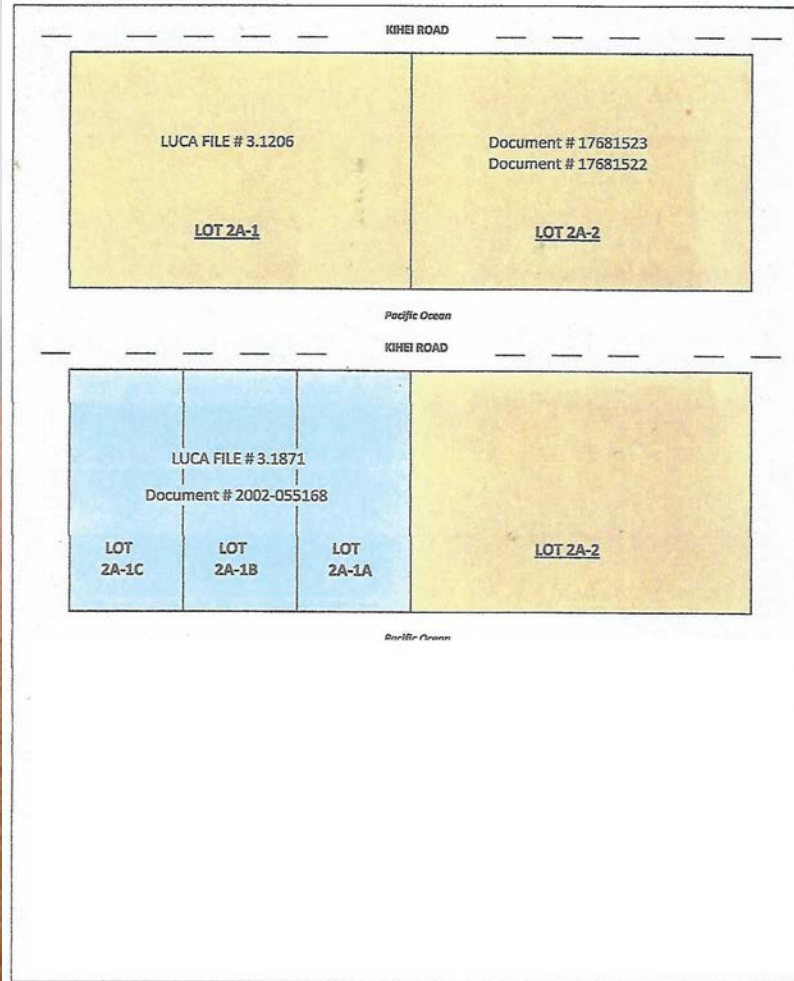 KIHEI ROAD
LUCA FILE # 3.1206
Document # 17681523
Document # 17681522
LOT 2A-1
LOT 2A-2
Pacific Ocean
KIHEI ROAD
LUCA FILE # 3.1871
Document # 2002-055168
LOT
2A-1C
LOT
2A-1B
LOT
2A-1A
LOT 2A-2
Pacific Ocean